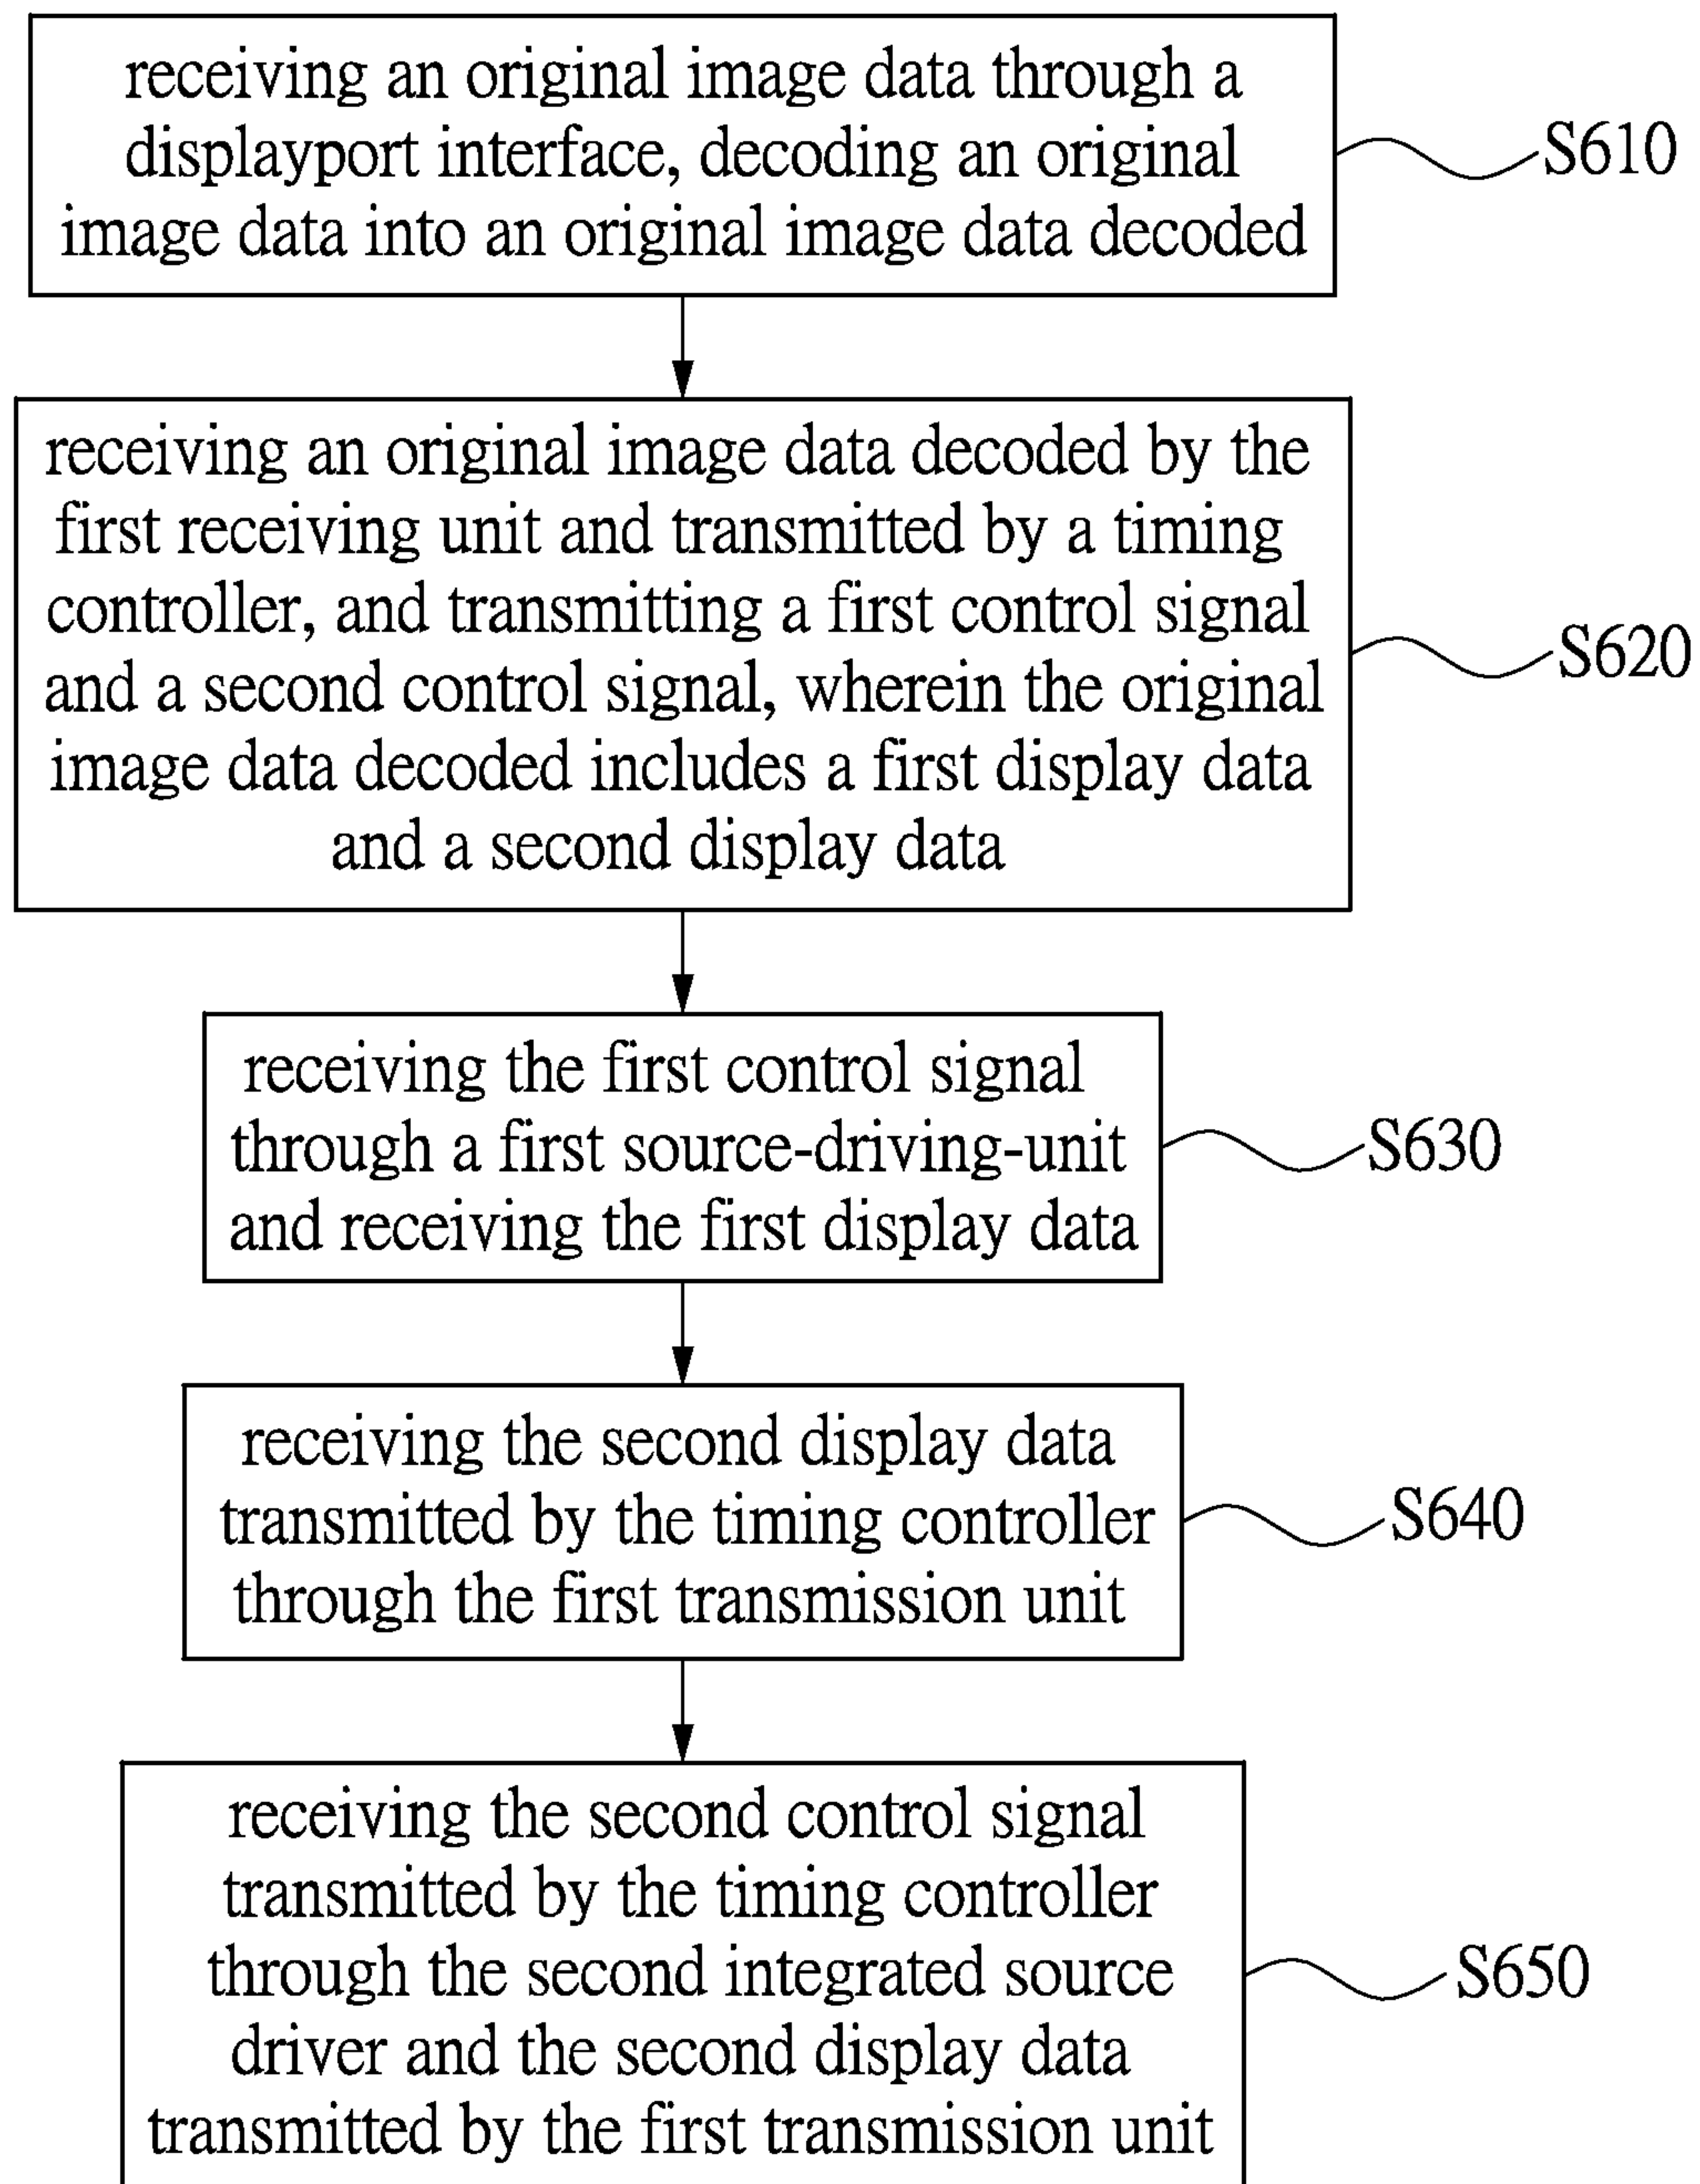 receiving an original image data through a
displayport interface, decoding an original
image data into an original image data decoded
S610
receiving an original image data decoded by the
first receiving unit and transmitted by a timing
controller, and transmitting a first control signal
and a second control signal, wherein the original
image data decoded includes a first display data
and a second display data
S620
receiving the first control signal
through a first source-driving-unit
and receiving the first display data
S630
receiving the second display data
transmitted by the timing controller
through the first transmission unit
S640
receiving the second control signal
transmitted by the timing controller
through the second integrated source
driver and the second display data
transmitted by the first transmission unit
S650